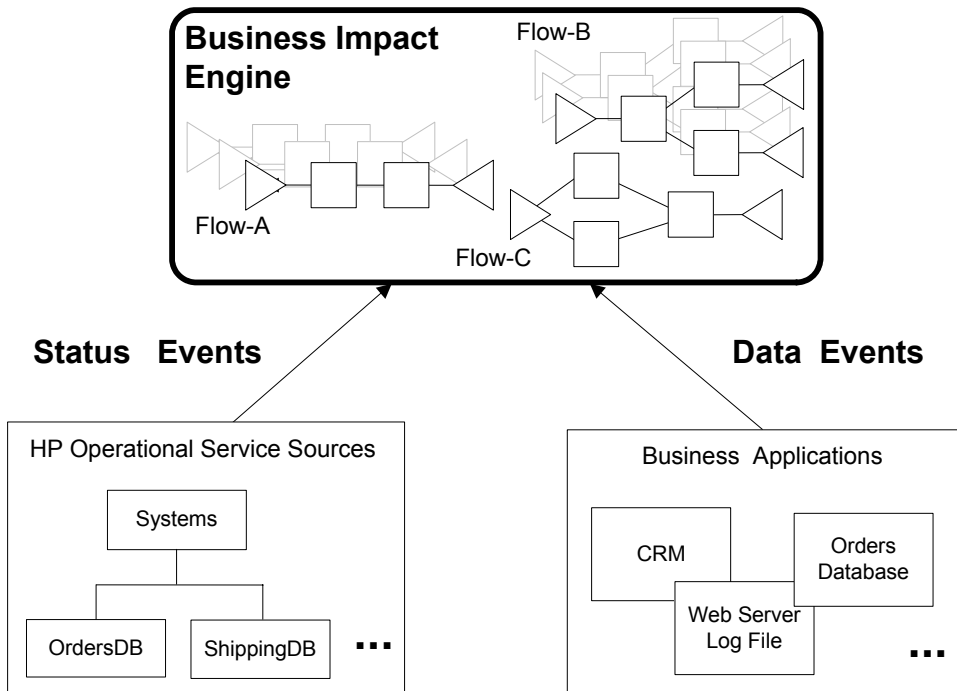 Business Impact
Engine
Flow-B
Flow-A
Flow-C
Status Events
Data Events
HP Operational Service Sources
Systems
OrdersDB
ShippingDB
...
Business Applications
CRM
Orders
Database
Web Server
Log File
...